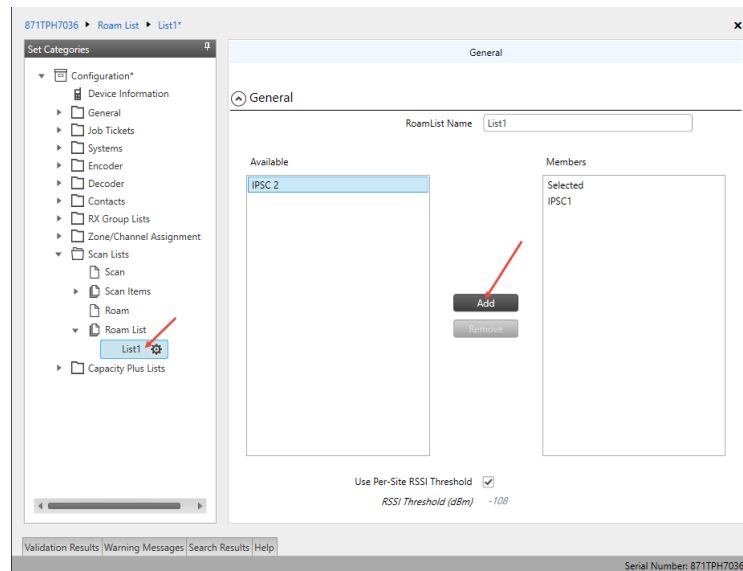 871TPH7036 Roam List List1*
Set Categories
Configuration*
Device Information
General
Job Tickets
Systems
Encoder
Decoder
Contacts
RX Group Lists
Zone/Channel Assignment
Scan Lists
Scan
Scan Items
Roam
Roam List
List1
Capacity Plus Lists
General
General
RoamList Name List1
Available
IPSC 2
Add
Remove
Members
Selected
IPSC1
Use Per-Site RSSI Threshold
RSSI Threshold (dBm) -108
Validation Results Warning Messages Search Results Help
Serial Number: 871TPH7036